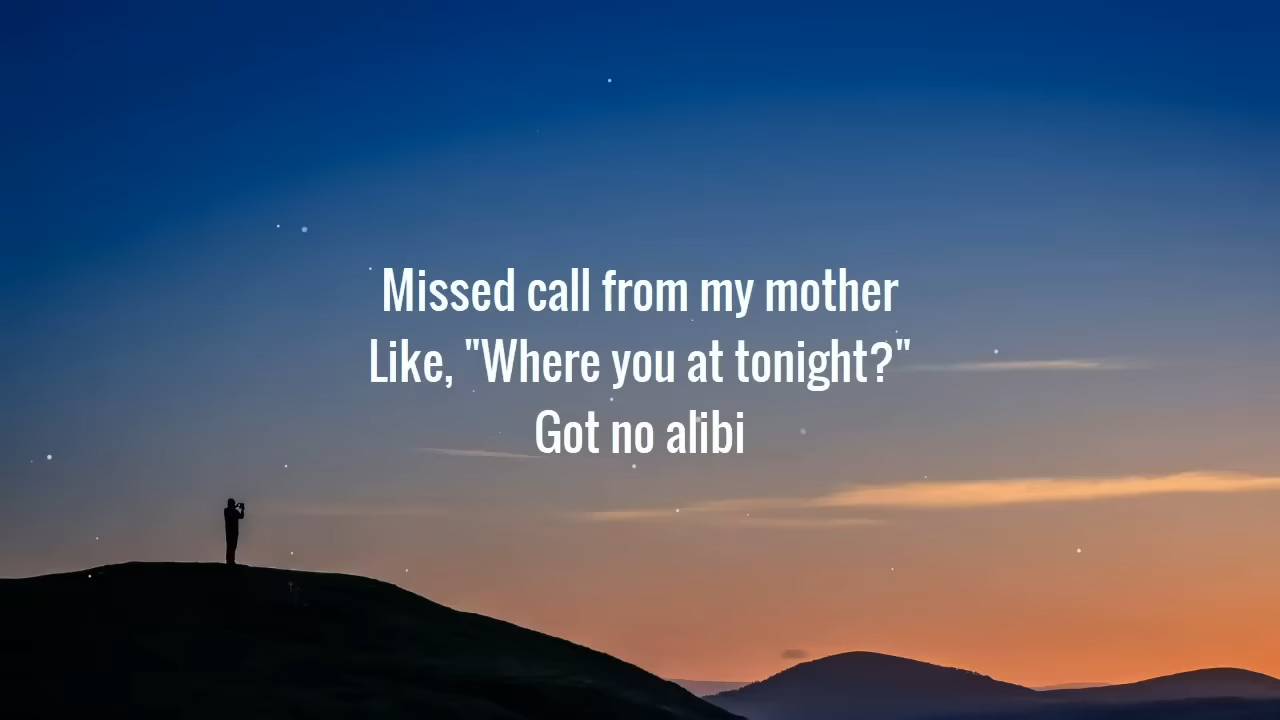 Missed call from my mother
Like, "Where you at tonight?"
Got no alibi